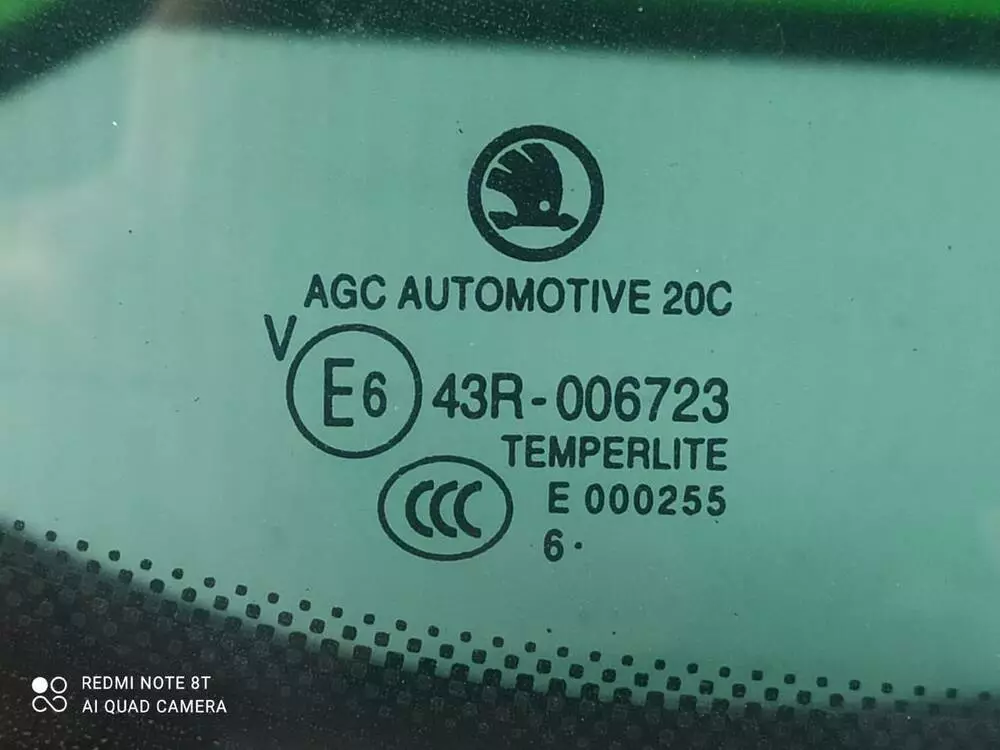 AGC AUTOMOTIVE 20C
V
E6 43R-006723
TEMPERLITE
CCC E 000255
6 ·
REDMI NOTE 8T
AI QUAD CAMERA